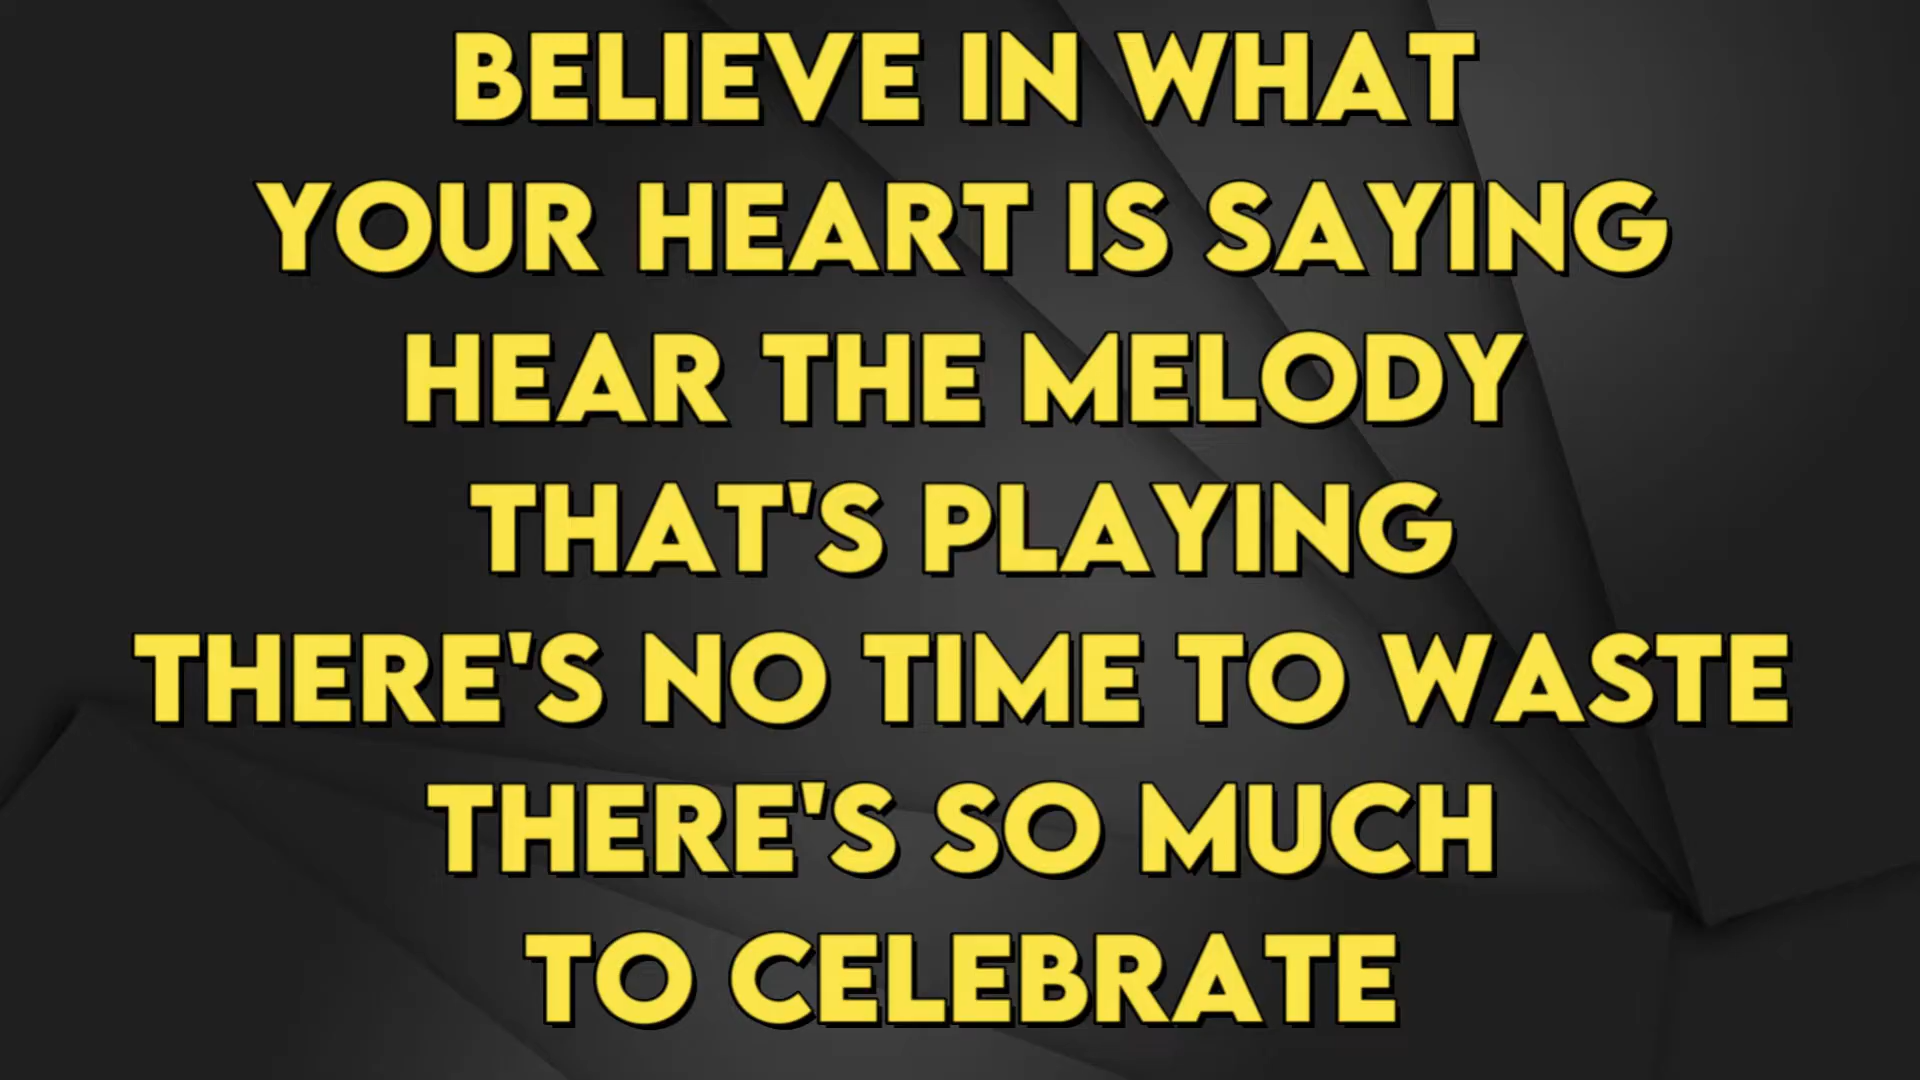 BELIEVE IN WHAT
YOUR HEART IS SAYING
HEAR THE MELODY
THAT'S PLAYING
THERE'S NO TIME TO WASTE
THERE'S SO MUCH
TO CELEBRATE